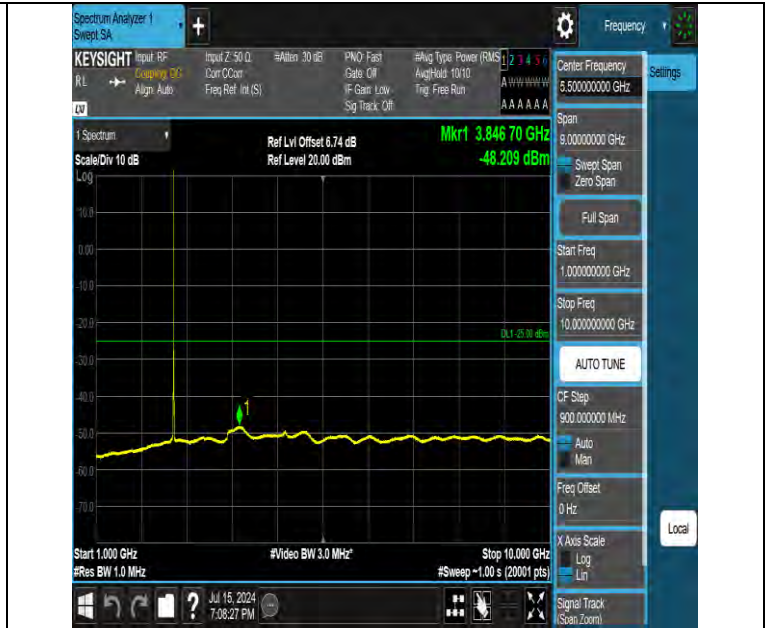 Spectrum Analyzer 1
Swept SA
Frequency
KEYSIGHT Input: RF
RL Coupling: DC
Align: Auto
Input Z: 50 Ω
Corr CCorr
Freq Ref: Int (S)
#Atten: 30 dB
PNO: Fast
Gate: Off
IF Gain: Low
Sig Track: Off
#Avg Type: Power (RMS
Avg|Hold: 10/10
Trig: Free Run
1 2 3 4 5 6
A W W W W W
A A A A A A
1 Spectrum
Scale/Div 10 dB
Log
Ref Lvl Offset 6.74 dB
Ref Level 20.00 dBm
Mkr1 3.846 70 GHz
-48.209 dBm
10.0
0.00
-10.0
-20.0
-30.0
-40.0
-50.0
-60.0
-70.0
DL1 -25.00 dBm
1
Start 1.000 GHz
#Res BW 1.0 MHz
#Video BW 3.0 MHz*
Stop 10.000 GHz
#Sweep ~1.00 s (20001 pts)
Jul 15, 2024
7:08:27 PM
Center Frequency
5.500000000 GHz
Settings
Span
9.00000000 GHz
Swept Span
Zero Span
Full Span
Start Freq
1.000000000 GHz
Stop Freq
10.000000000 GHz
AUTO TUNE
CF Step
900.000000 MHz
Auto
Man
Freq Offset
0 Hz
X Axis Scale
Log
Lin
Signal Track
(Span Zoom)
Local